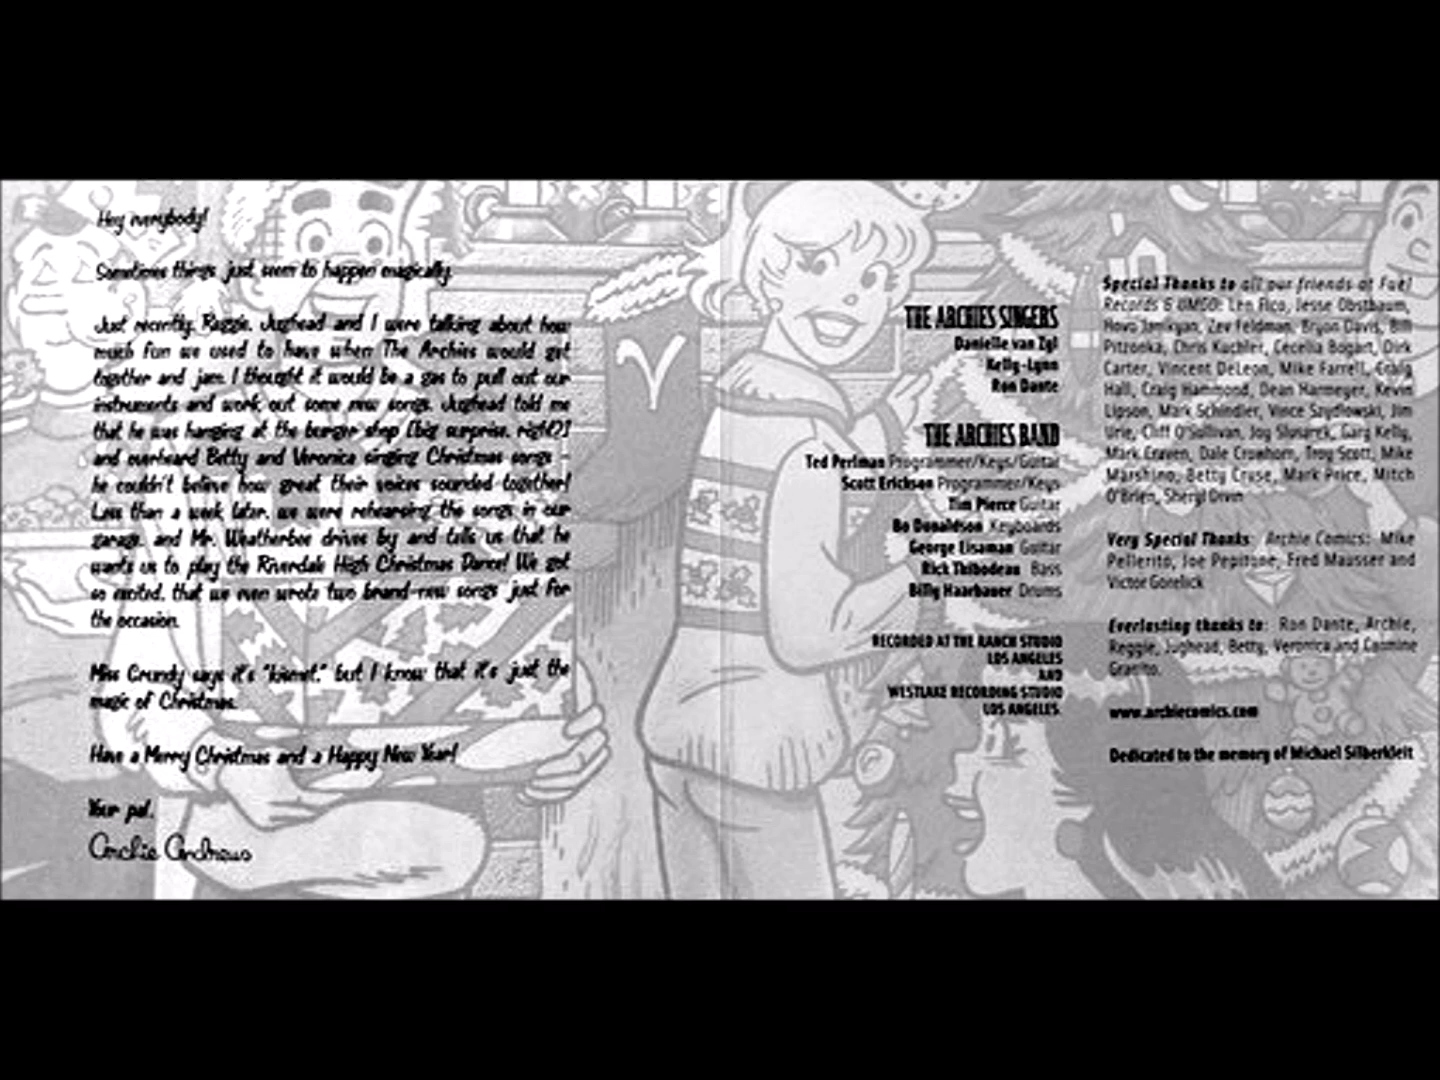 Hey everybody!
Sometimes things just seem to happen magically.
Just recently, Reggie, Jughead and I were talking about how
much fun we used to have when The Archies would get
together and jam. I thought it would be a gas to pull out our
instruments and work out some new songs. Jughead told me
that he was hanging at the burger shop [big surprise, right?]
and overheard Betty and Veronica singing Christmas songs -
he couldn't believe how great their voices sounded together!
Less than a week later, we were rehearsing the songs in our
garage, and Mr. Weatherbee drives by and tells us that he
wants us to play the Riverdale High Christmas Dance! We got
so excited, that we even wrote two brand-new songs just for
the occasion.
Miss Grundy says it's "kismet," but I know that it's just the
magic of Christmas.
Have a Merry Christmas and a Happy New Year!
Your pal,
Archie Andrews
V
THE ARCHIES SINGERS
Danielle van Zyl
Kelly-Lynn
Ron Dante
THE ARCHIES BAND
Ted Perlman Programmer/Keys/Guitar
Scott Erickson Programmer/Keys
Tim Pierce Guitar
Bo Donaldson Keyboards
George Eisaman Guitar
Rick Thibodeau Bass
Billy Haarbauer Drums
RECORDED AT THE RANCH STUDIO
LOS ANGELES
AND
WESTLAKE RECORDING STUDIO
LOS ANGELES
Special Thanks to all our friends at Fuel
Records & UMGD: Len Fico, Jesse Obstbaum,
Hovo Janikyan, Zev Feldman, Bryon Davis, Bill
Pitzonka, Chris Kuchler, Cecelia Bogart, Dirk
Carter, Vincent DeLeon, Mike Farrell, Craig
Hall, Craig Hammond, Dean Harmeyer, Kevin
Lipson, Mark Schindler, Vince Szydlowski, Jim
Urie, Cliff O'Sullivan, Joy Slusarek, Gary Kelly,
Mark Craven, Dale Crowhorn, Troy Scott, Mike
Marshino, Betty Cruse, Mark Price, Mitch
O'Brien, Sheryl
Very Special Thanks: Archie Comics: Mike
Pellerito, Joe Pepitone, Fred Mausser and
Victor Gorelick
Everlasting thanks to: Ron Dante, Archie,
Reggie, Jughead, Betty, Veronica and Carmine
Granito.
www.archiecomics.com
Dedicated to the memory of Michael Silberkleit